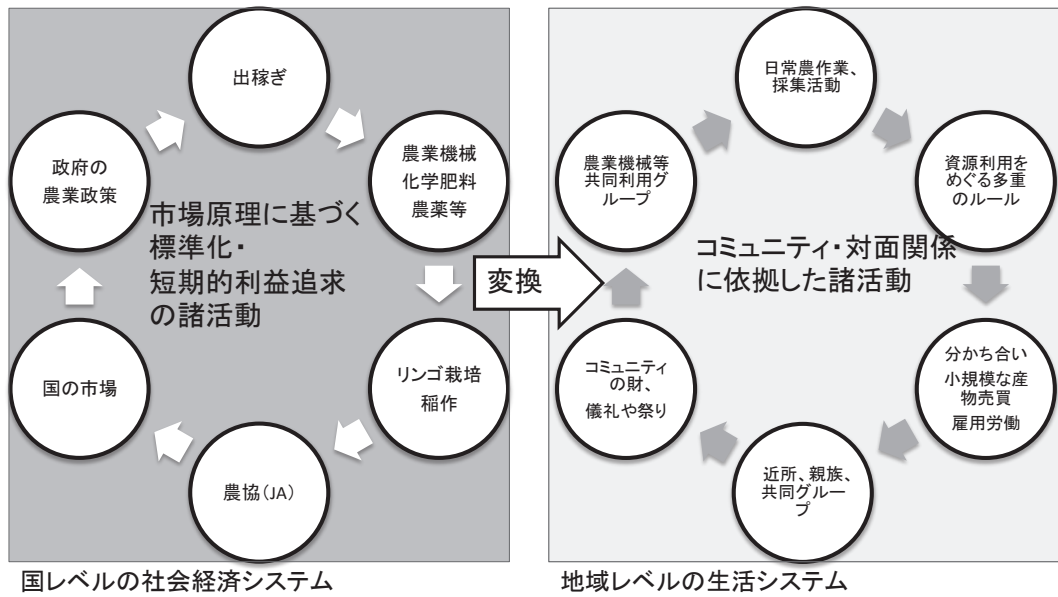 出稼ぎ
農業機械
化学肥料
農薬等
リンゴ栽培
稲作
農協(JA)
国の市場
政府の
農業政策
市場原理に基づく
標準化・
短期的利益追求
の諸活動
変換
日常農作業、
採集活動
資源利用を
めぐる多重
のルール
分かち合い
小規模な産
物売買
雇用労働
近所、親族、
共同グルー
プ
コミュニティ
の財、
儀礼や祭り
農業機械等
共同利用グ
ループ
コミュニティ・対面関係
に依拠した諸活動
国レベルの社会経済システム
地域レベルの生活システム